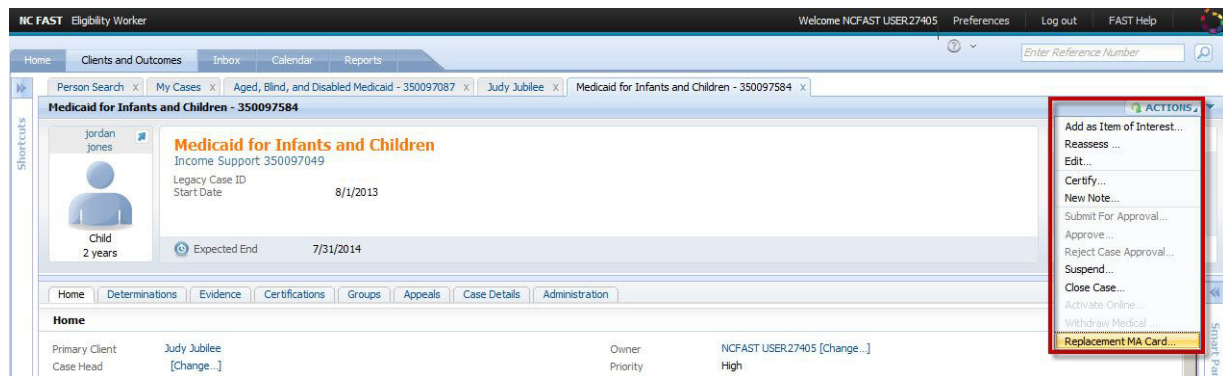 NC FAST Eligibility Worker Welcome NCFAST USER27405 Preferences Log out FAST Help
Home Clients and Outcomes Inbox Calendar Reports Enter Reference Number
Person Search x My Cases x Aged, Blind, and Disabled Medicaid - 350097087 x Judy Jubilee x Medicaid for Infants and Children - 350097584 x
Medicaid for Infants and Children - 350097584 ACTIONS
Shortcuts
jordan
jones
Child
2 years
Medicaid for Infants and Children
Income Support 350097049
Legacy Case ID
Start Date 8/1/2013
Expected End 7/31/2014
Add as Item of Interest...
Reassess ...
Edit...
Certify...
New Note...
Submit For Approval...
Approve...
Reject Case Approval...
Suspend...
Close Case...
Activate Online...
Withdraw Medical ...
Replacement MA Card...
Home Determinations Evidence Certifications Groups Appeals Case Details Administration
Home
Primary Client Judy Jubilee Owner NCFAST USER27405 [Change...]
Case Head [Change...] Priority High
Smart Pa